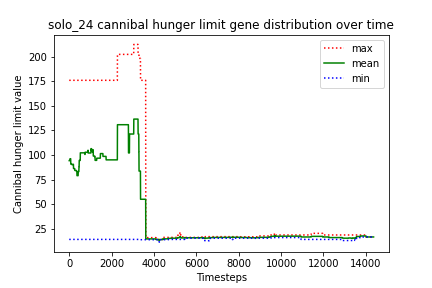 solo_24 cannibal hunger limit gene distribution over time
max
mean
min
Cannibal hunger limit value
200
175
150
125
100
75
50
25
0 2000 4000 6000 8000 10000 12000 14000
Timesteps